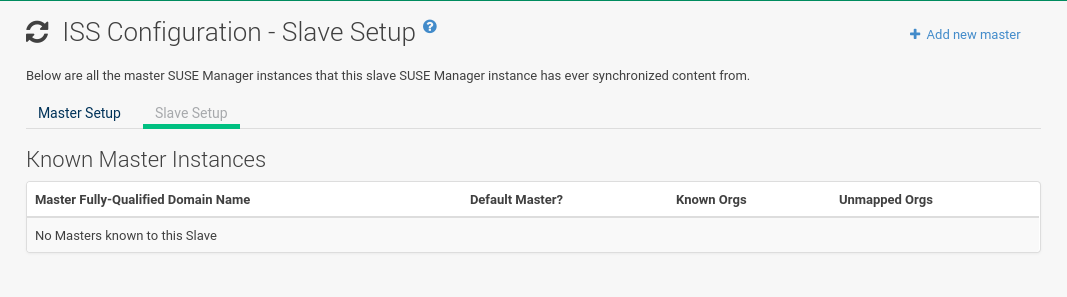 ISS Configuration - Slave Setup ?
Add new master
Below are all the master SUSE Manager instances that this slave SUSE Manager instance has ever synchronized content from.
Master Setup Slave Setup
Known Master Instances
Master Fully-Qualified Domain Name Default Master? Known Orgs Unmapped Orgs
No Masters known to this Slave